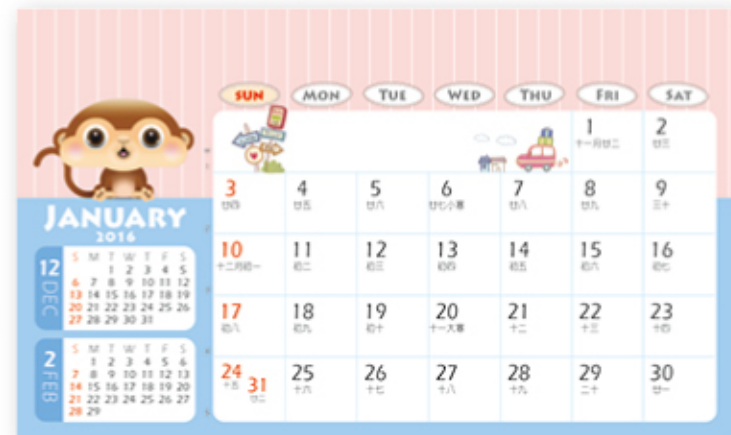 SUN MON TUE WED THU FRI SAT
1 2
十一月廿二 廿三
3 4 5 6 7 8 9
廿四 廿五 廿六 廿七小寒 廿八 廿九 三十
JANUARY
2016
10 11 12 13 14 15 16
十二月初一 初二 初三 初四 初五 初六 初七
12
DEC
S M T W T F S
1 2 3 4 5
6 7 8 9 10 11 12
13 14 15 16 17 18 19
20 21 22 23 24 25 26
27 28 29 30 31
17 18 19 20 21 22 23
初八 初九 初十 十一大寒 十二 十三 十四
2
FEB
S M T W T F S
1 2 3 4 5 6
7 8 9 10 11 12 13
14 15 16 17 18 19 20
21 22 23 24 25 26 27
28 29
24 25 26 27 28 29 30
十五 十六 十七 十八 十九 二十 廿一
31
廿二